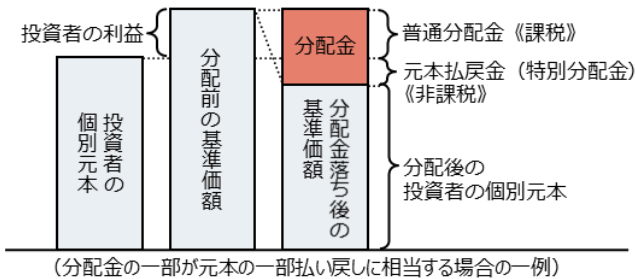 投資者の利益
投資者の
個別元本
分配前の基準価額
分配金
分配金落ち後の
基準価額
普通分配金《課税》
元本払戻金（特別分配金）
《非課税》
分配後の
投資者の個別元本
（分配金の一部が元本の一部払い戻しに相当する場合の一例）